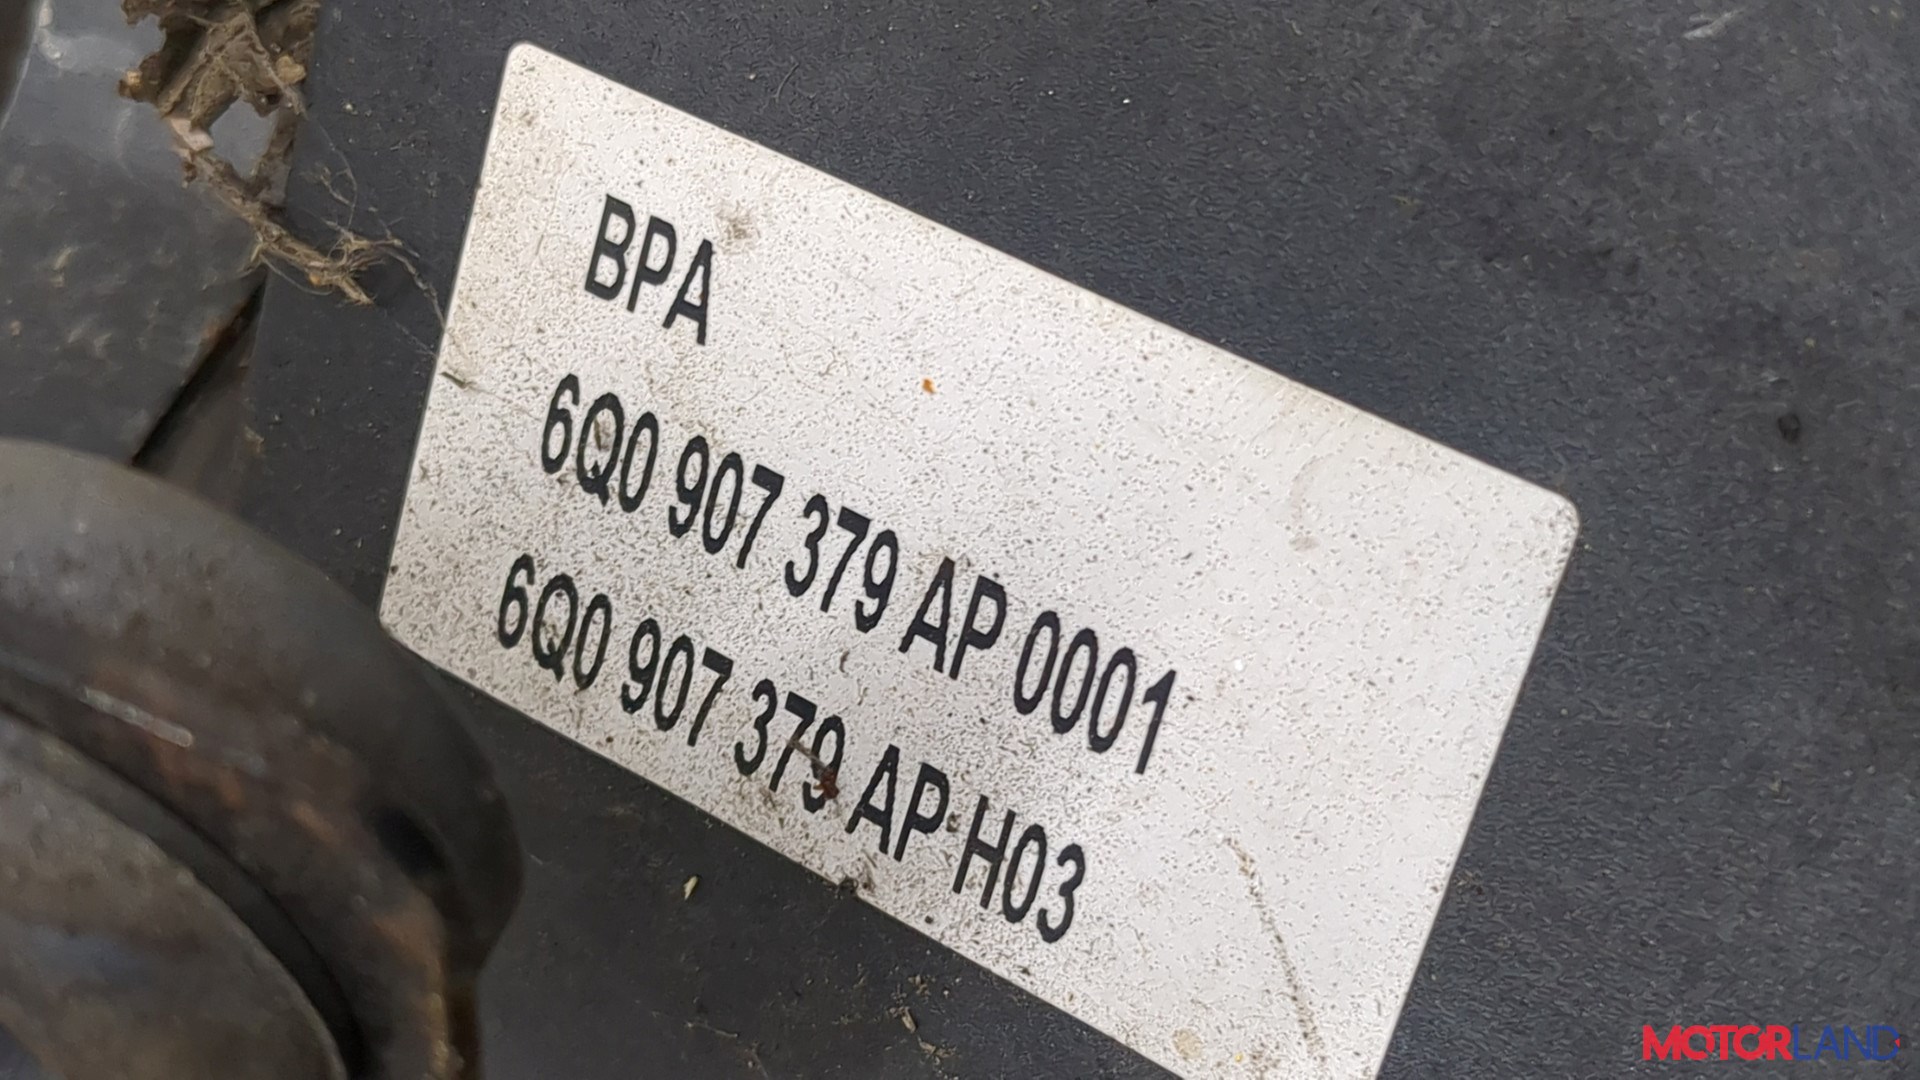 BPA
6Q0 907 379 AP 0001
6Q0 907 379 AP H03
MOTORLAND